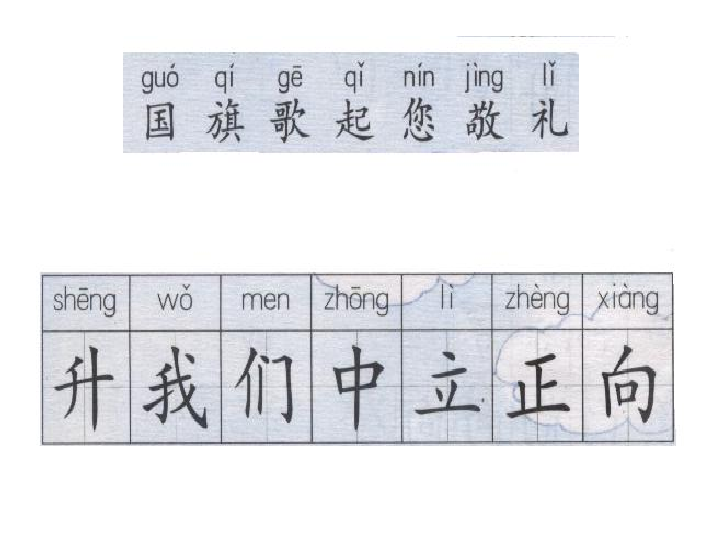 guó qí gē qǐ nín jìng lǐ
国 旗 歌 起 您 敬 礼
shēng wǒ men zhōng lì zhèng xiàng
升 我 们 中 立 正 向